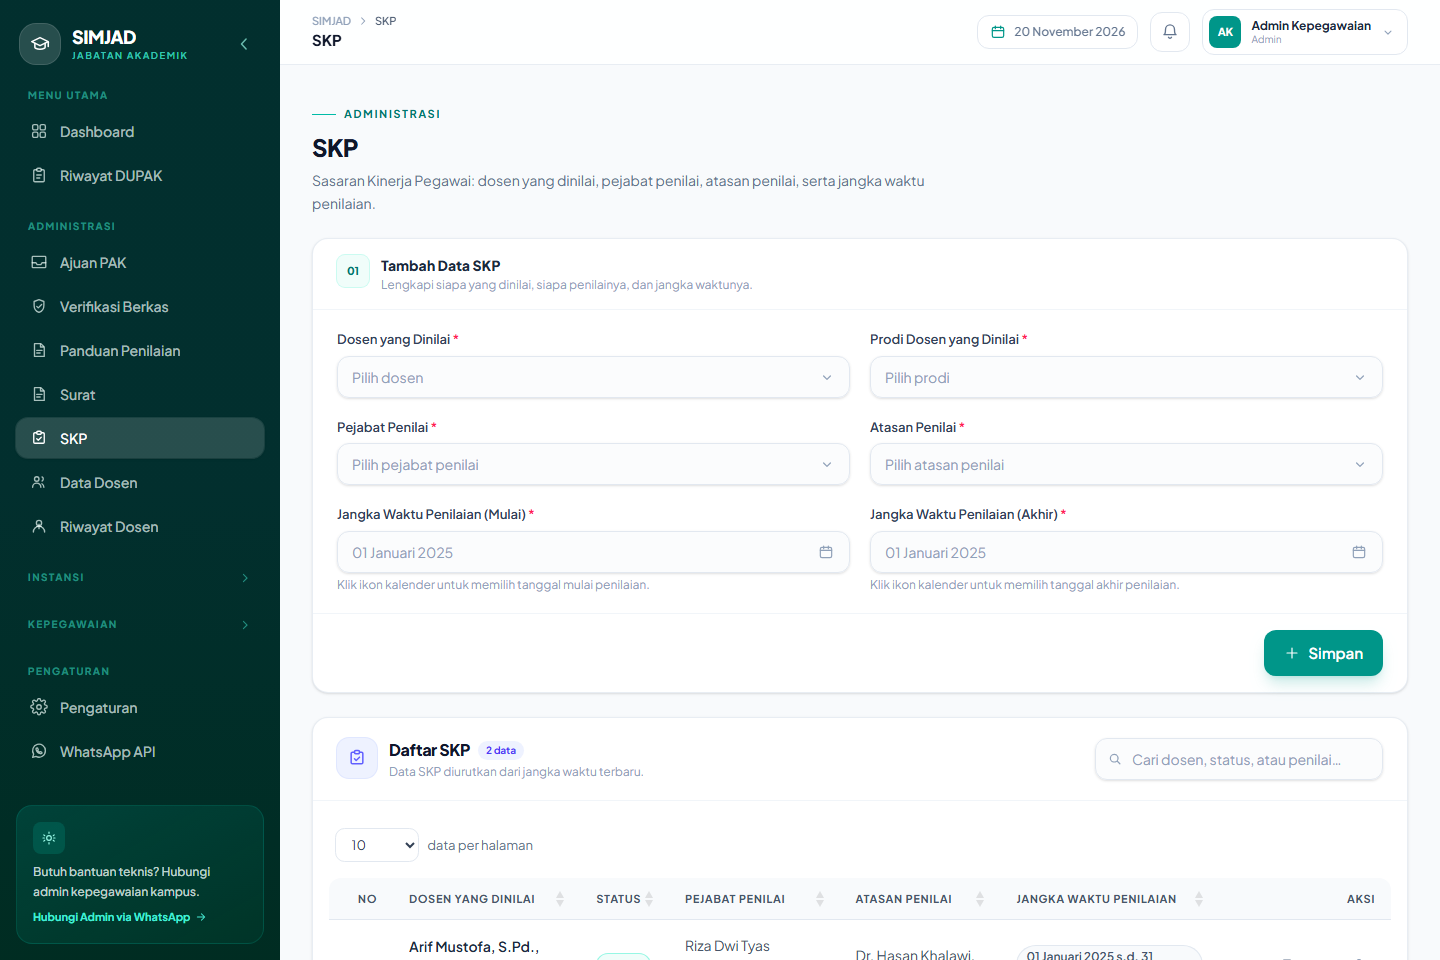 SIMJAD
JABATAN AKADEMIK
MENU UTAMA
Dashboard
Riwayat DUPAK
ADMINISTRASI
Ajuan PAK
Verifikasi Berkas
Panduan Penilaian
Surat
SKP
Data Dosen
Riwayat Dosen
INSTANSI
KEPEGAWAIAN
PENGATURAN
Pengaturan
WhatsApp API
Butuh bantuan teknis? Hubungi
admin kepegawaian kampus.
Hubungi Admin via WhatsApp →
SIMJAD > SKP
SKP
20 November 2026
AK
Admin Kepegawaian
Admin
ADMINISTRASI
SKP
Sasaran Kinerja Pegawai: dosen yang dinilai, pejabat penilai, atasan penilai, serta jangka waktu
penilaian.
01
Tambah Data SKP
Lengkapi siapa yang dinilai, siapa penilainya, dan jangka waktunya.
Dosen yang Dinilai *
Prodi Dosen yang Dinilai *
Pilih dosen
Pilih prodi
Pejabat Penilai *
Atasan Penilai *
Pilih pejabat penilai
Pilih atasan penilai
Jangka Waktu Penilaian (Mulai) *
Jangka Waktu Penilaian (Akhir) *
01 Januari 2025
01 Januari 2025
Klik ikon kalender untuk memilih tanggal mulai penilaian.
Klik ikon kalender untuk memilih tanggal akhir penilaian.
+ Simpan
Daftar SKP
2 data
Data SKP diurutkan dari jangka waktu terbaru.
Cari dosen, status, atau penilai...
10
data per halaman
NO DOSEN YANG DINILAI STATUS PEJABAT PENILAI ATASAN PENILAI JANGKA WAKTU PENILAIAN AKSI
Arif Mustofa, S.Pd.,
Riza Dwi Tyas
Dr. Hasan Khalawi,
01 Januari 2025 s.d. 31